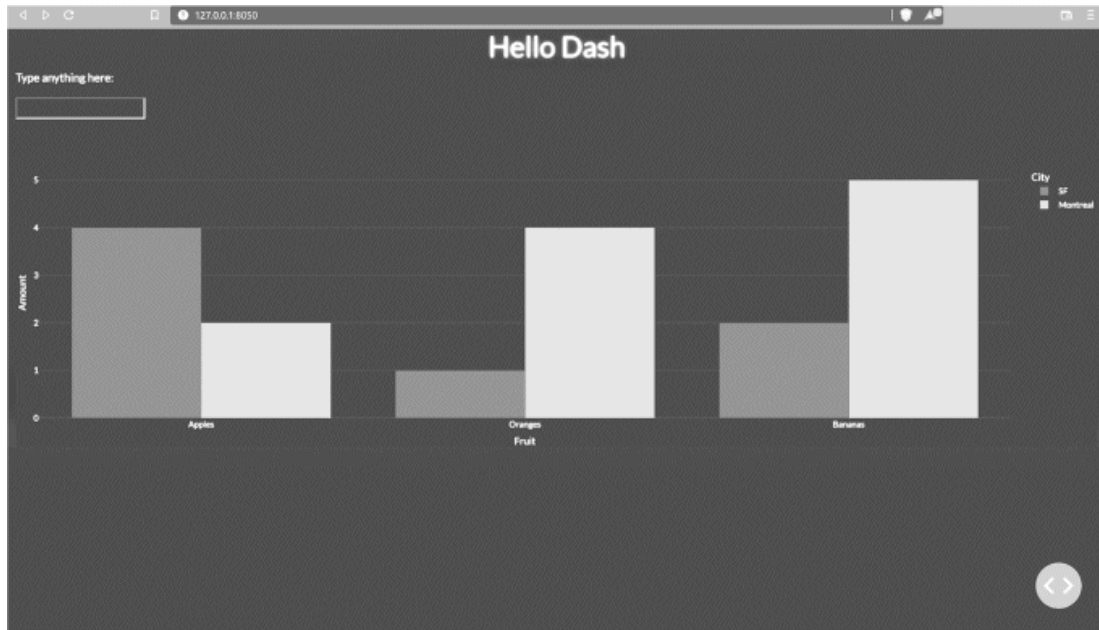 127.0.0.1:8050
Hello Dash
Type anything here:
5
4
3
2
1
0
Amount
Apples
Oranges
Bananas
Fruit
City
SF
Montreal